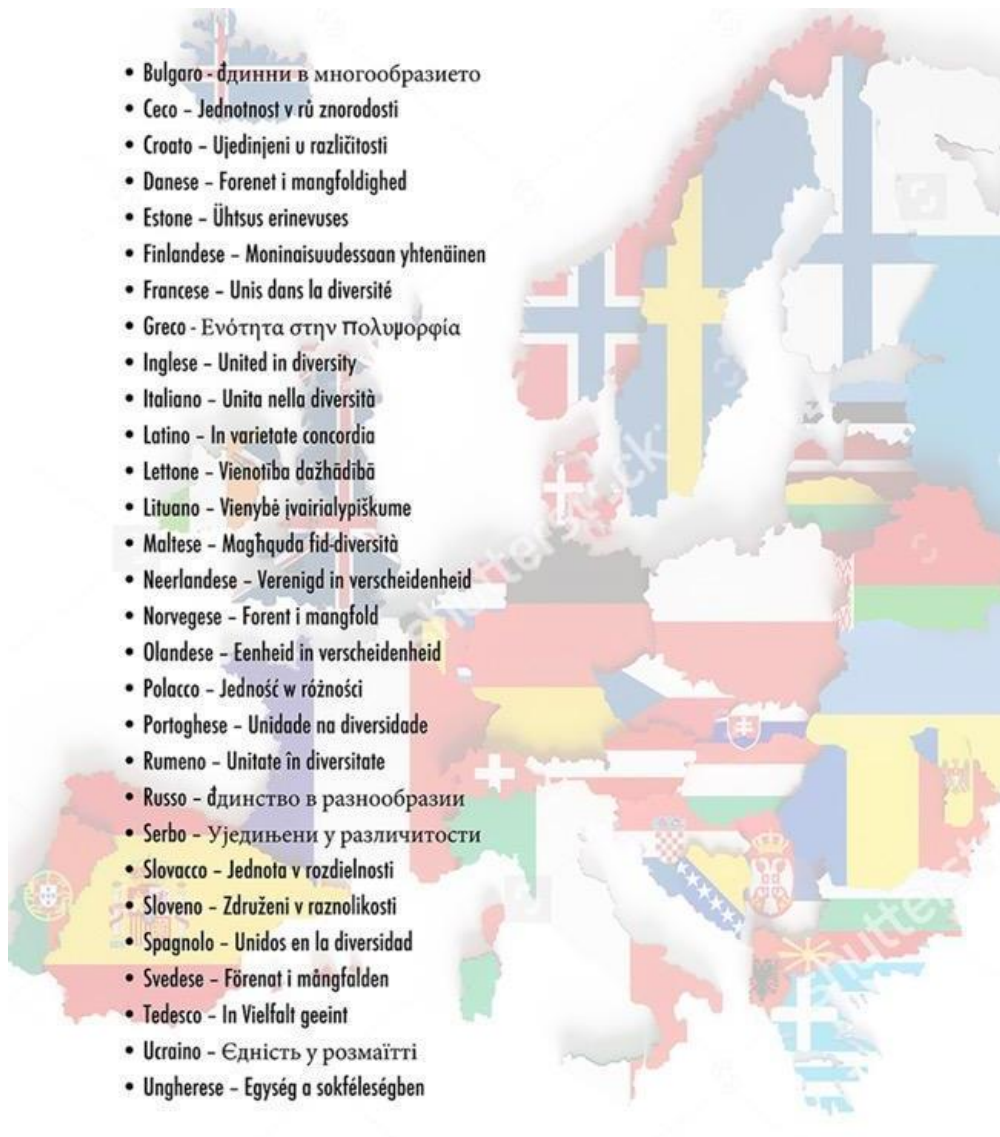 • Bulgaro - đдинни в многообразието
• Ceco – Jednotnost v rů znorodosti
• Croato – Ujedinjeni u različitosti
• Danese – Forenet i mangfoldighed
• Estone – Ühtsus erinevuses
• Finlandese – Moninaisuudessaan yhtenäinen
• Francese – Unis dans la diversité
• Greco - Ενότητα στην πολυμορφία
• Inglese – United in diversity
• Italiano – Unita nella diversità
• Latino – In varietate concordia
• Lettone – Vienotība dažhādībā
• Lituano – Vienybė įvairialypiškume
• Maltese – Magħquda fid-diversità
• Neerlandese – Verenigd in verscheidenheid
• Norvegese – Forent i mangfold
• Olandese – Eenheid in verscheidenheid
• Polacco – Jedność w różności
• Portoghese – Unidade na diversidade
• Rumeno – Unitate în diversitate
• Russo – đдинство в разнообразии
• Serbo – Уједињени у различитости
• Slovacco – Jednota v rozdielnosti
• Sloveno – Združeni v raznolikosti
• Spagnolo – Unidos en la diversidad
• Svedese – Förenat i mångfalden
• Tedesco – In Vielfalt geeint
• Ucraino – Єдність у розмаїтті
• Ungherese – Egység a sokféleségben
shutterstock